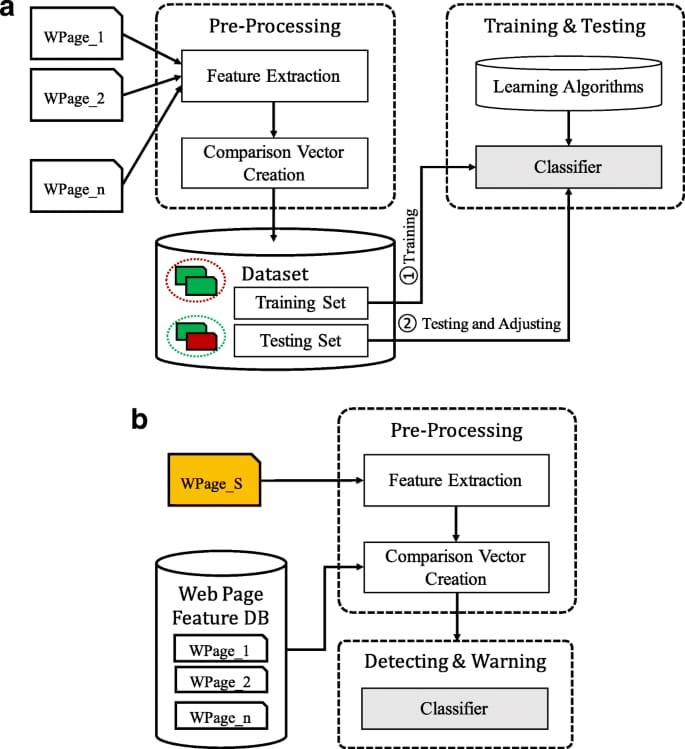 a
WPage_1
WPage_2
WPage_n
Pre-Processing
Feature Extraction
Comparison Vector
Creation
Training & Testing
Learning Algorithms
Classifier
Dataset
Training Set
Testing Set
① Training
② Testing and Adjusting
b
WPage_S
Pre-Processing
Feature Extraction
Comparison Vector
Creation
Web Page
Feature DB
WPage_1
WPage_2
WPage_n
Detecting & Warning
Classifier